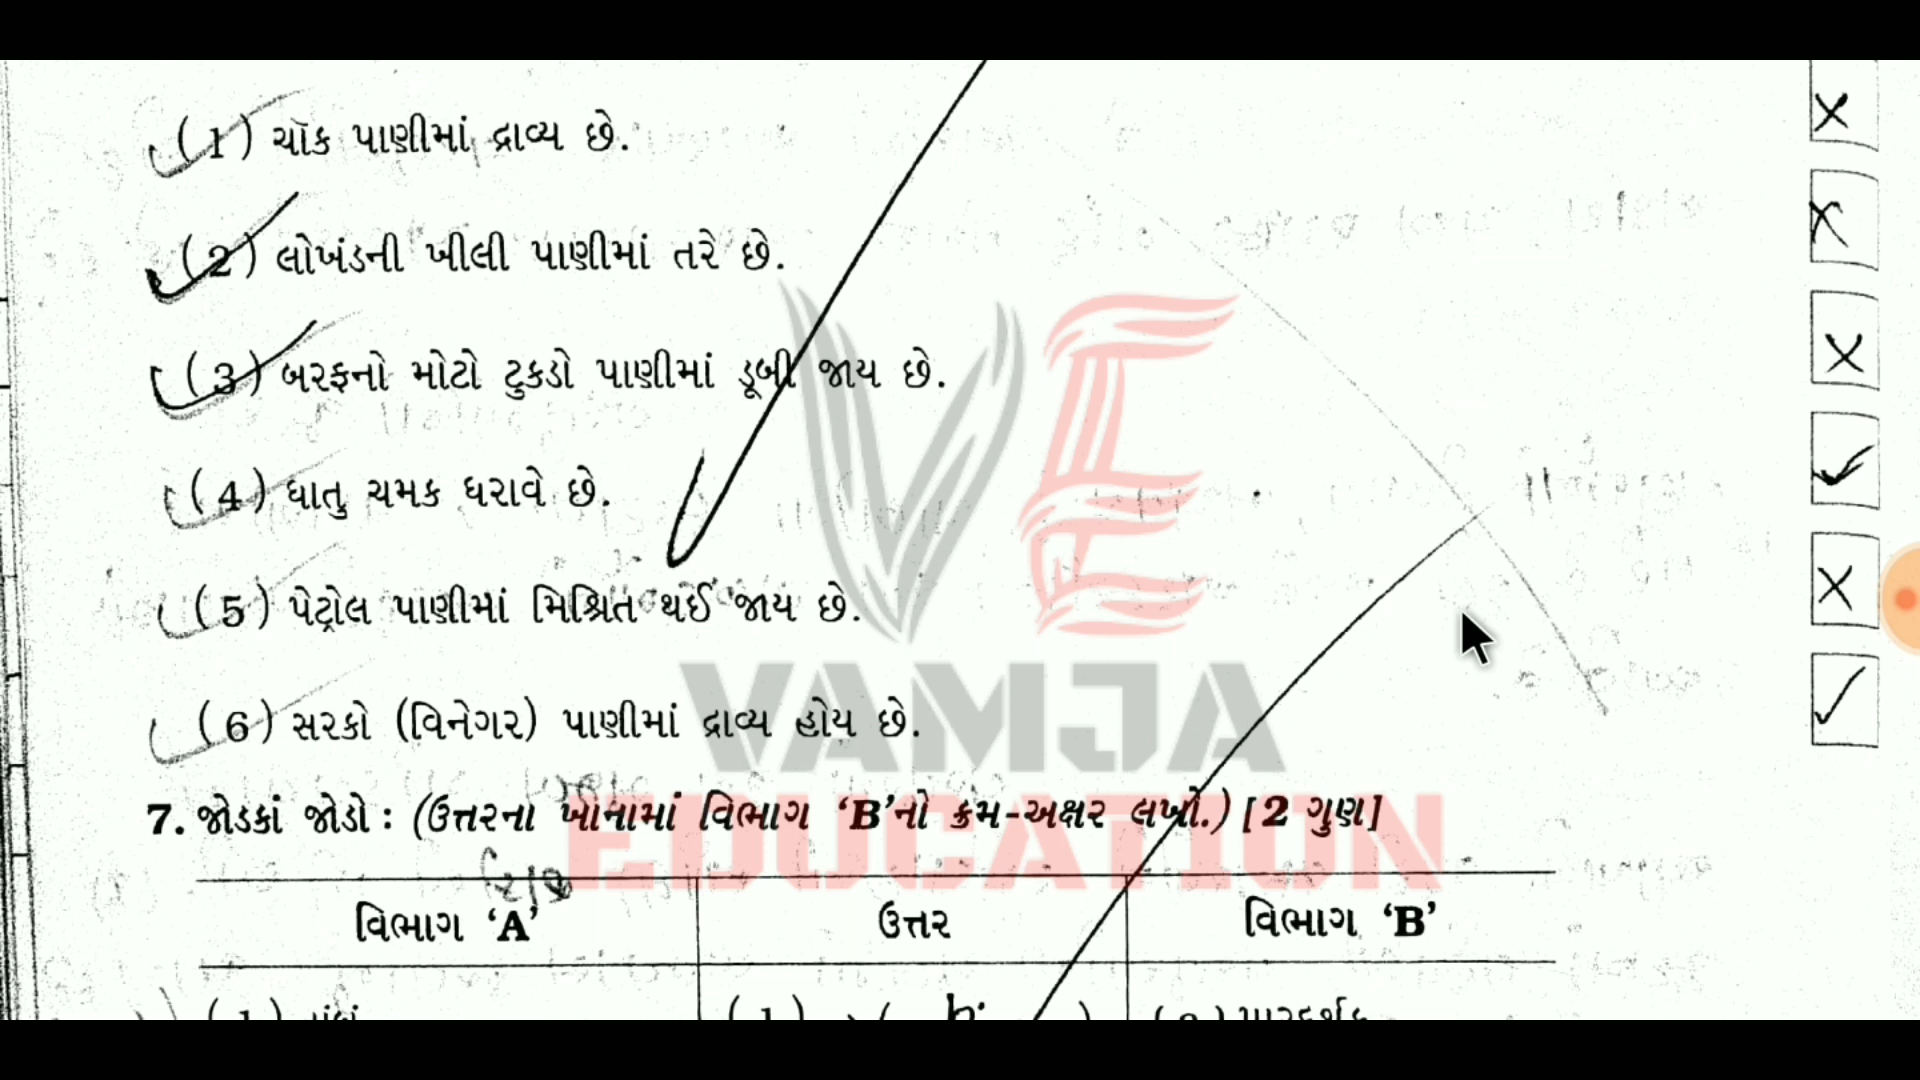 (1) ચૉક પાણીમાં દ્રાવ્ય છે. ×
(2) લોખંડની ખીલી પાણીમાં તરે છે. ×
(3) બરફનો મોટો ટુકડો પાણીમાં ડૂબી જાય છે. ×
(4) ધાતુ ચમક ધરાવે છે. ✓
(5) પેટ્રોલ પાણીમાં મિશ્રિત થઈ જાય છે. ×
(6) સરકો (વિનેગર) પાણીમાં દ્રાવ્ય હોય છે. ✓
VE
VAMJA
EDUCATION
7. જોડકાં જોડો : (ઉત્તરના ખાનામાં વિભાગ ‘B’નો ક્રમ-અક્ષર લખો.) [2 ગુણ]
વિભાગ ‘A’ ઉત્તર વિભાગ ‘B’